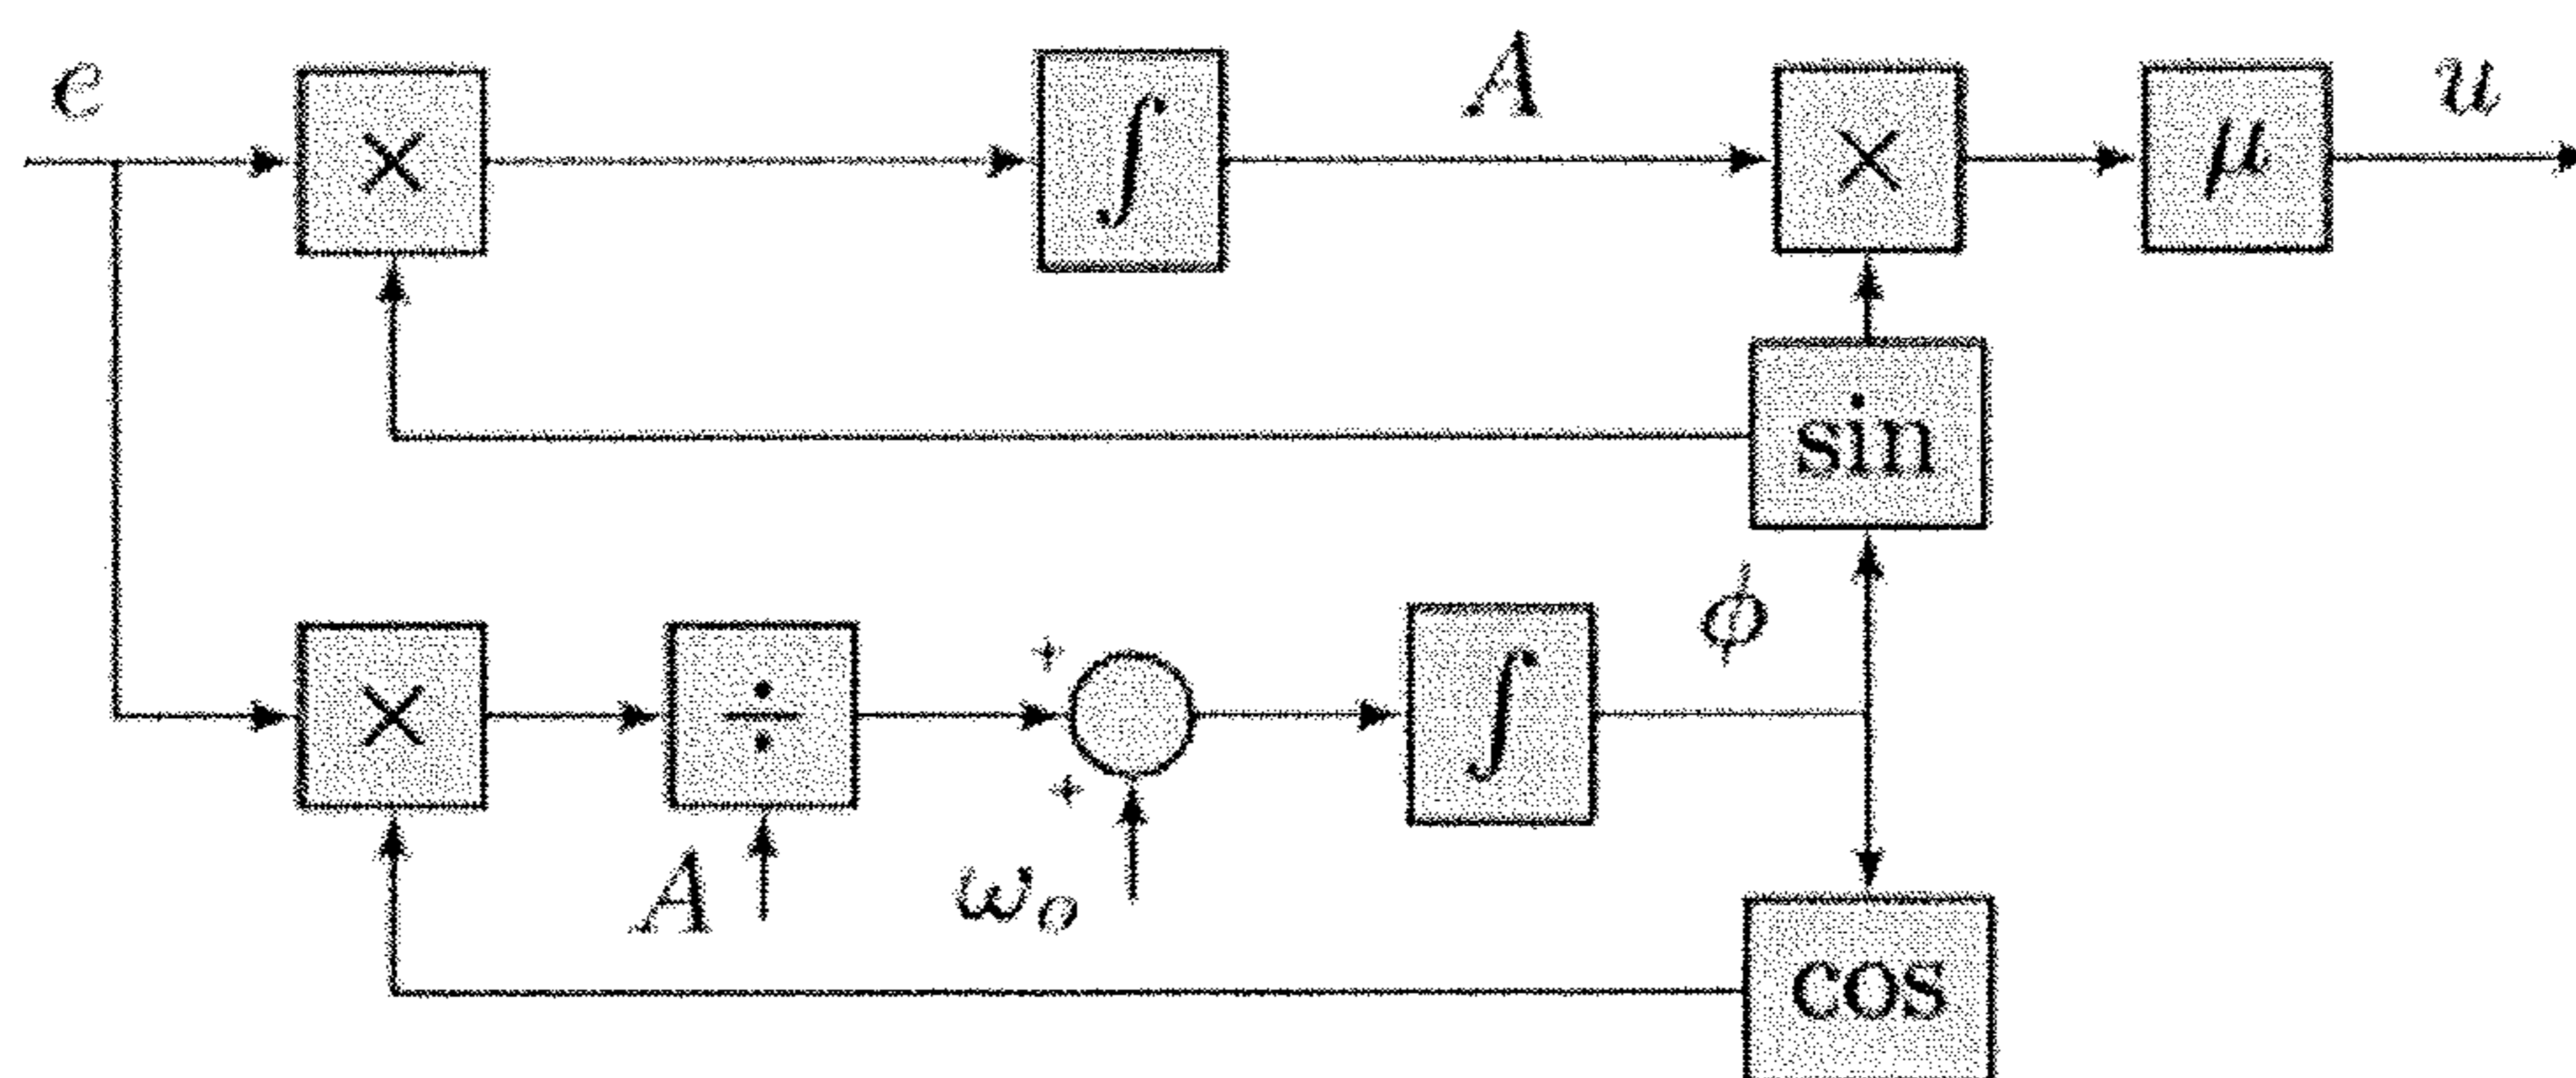 e
×
∫
A
×
μ
u
sin
ϕ
×
÷
+
+
∫
A
ω₀
cos